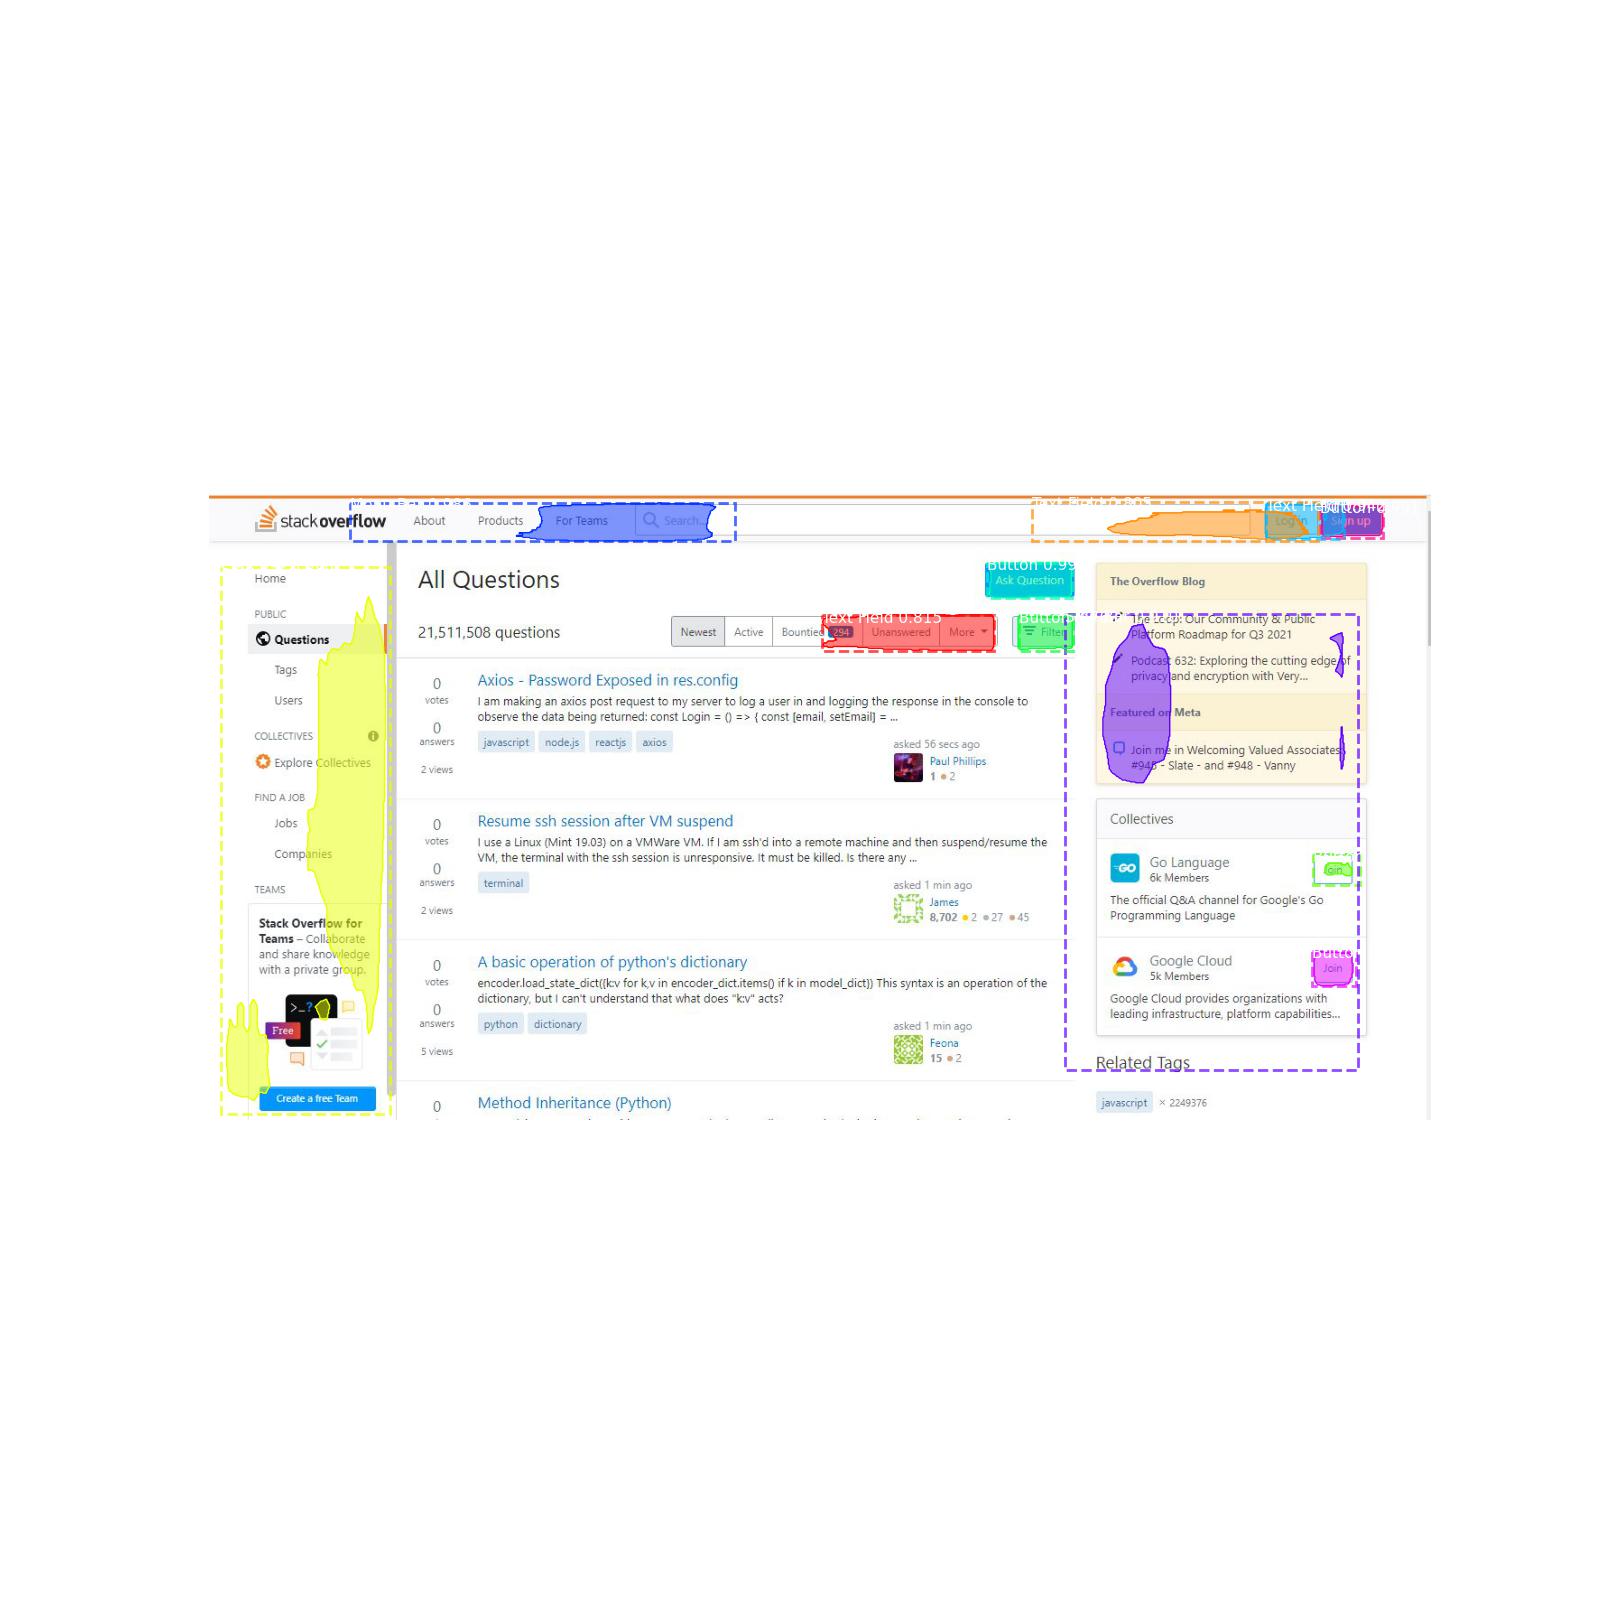 stackoverflow
About Products For Teams Search...
Log in Sign up
Text Field
Home
PUBLIC
Questions
Tags
Users
COLLECTIVES
Explore Collectives
FIND A JOB
Jobs
Companies
TEAMS
Stack Overflow for
Teams – Collaborate
and share knowledge
with a private group.
>_?
Free
Create a free Team
All Questions
Button 0.99
Ask Question
21,511,508 questions
Text Field 0.815
Newest Active Bountied 294 Unanswered More
Button
Filter
0
votes
0
answers
2 views
Axios - Password Exposed in res.config
I am making an axios post request to my server to log a user in and logging the response in the console to
observe the data being returned: const Login = () => { const [email, setEmail] = ...
javascript node.js reactjs axios
asked 56 secs ago
Paul Phillips
1 2
0
votes
0
answers
2 views
Resume ssh session after VM suspend
I use a Linux (Mint 19.03) on a VMWare VM. If I am ssh'd into a remote machine and then suspend/resume the
VM, the terminal with the ssh session is unresponsive. It must be killed. Is there any ...
terminal
asked 1 min ago
James
8,702 2 27 45
0
votes
0
answers
5 views
A basic operation of python's dictionary
encoder.load_state_dict({k:v for k,v in encoder_dict.items() if k in model_dict}) This syntax is an operation of the
dictionary, but I can't understand that what does "k:v" acts?
python dictionary
asked 1 min ago
Feona
15 2
0
Method Inheritance (Python)
The Overflow Blog
Our Community & Public
Platform Roadmap for Q3 2021
Podcast 632: Exploring the cutting edge of
privacy and encryption with Very...
Featured on Meta
Join me in Welcoming Valued Associates:
#945 - Slate - and #948 - Vanny
Collectives
Go Language
6k Members
Join
The official Q&A channel for Google's Go
Programming Language
Google Cloud
5k Members
Join
Google Cloud provides organizations with
leading infrastructure, platform capabilities...
Related Tags
javascript × 2249376